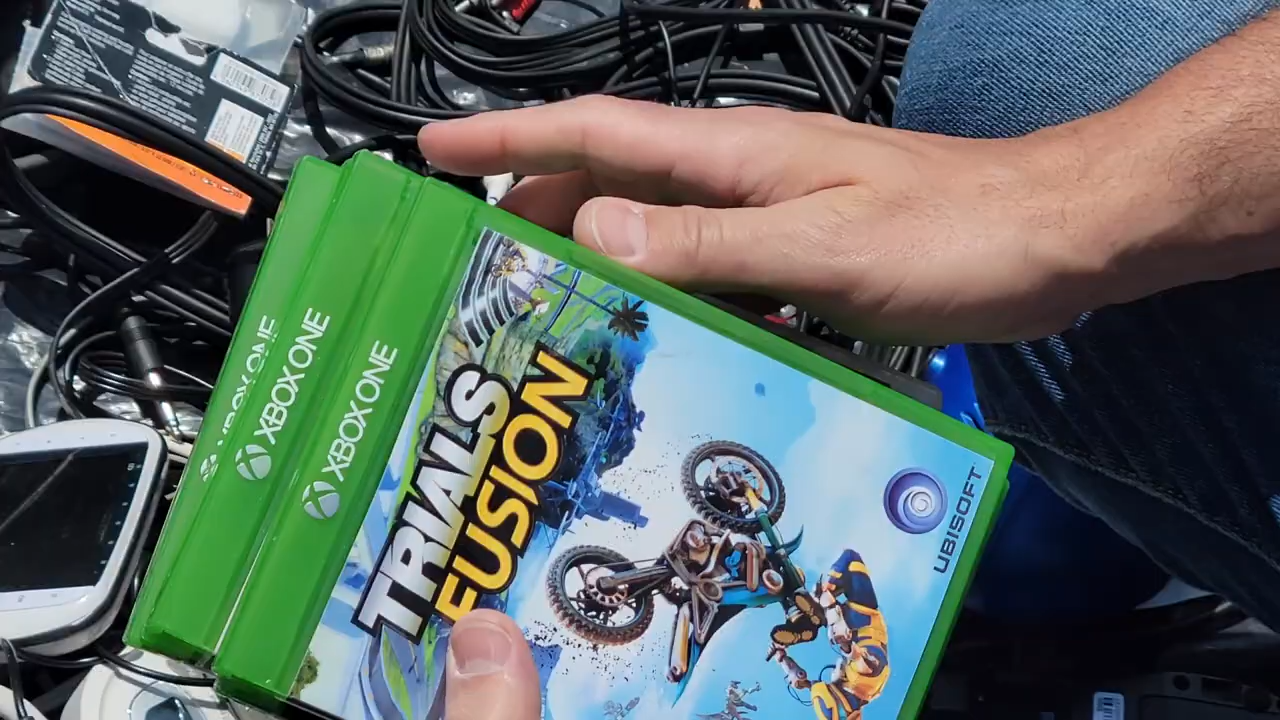 XBOX ONE
XBOX ONE
XBOX ONE
TRIALS
FUSION
UBISOFT